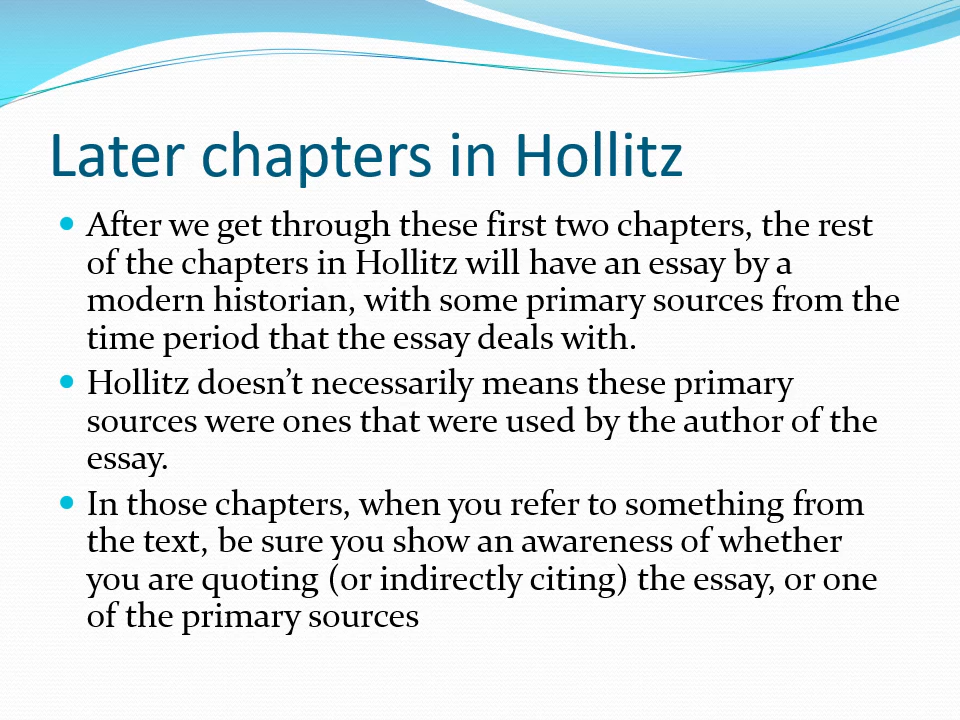 Later chapters in Hollitz
• After we get through these first two chapters, the rest
of the chapters in Hollitz will have an essay by a
modern historian, with some primary sources from the
time period that the essay deals with.
• Hollitz doesn’t necessarily means these primary
sources were ones that were used by the author of the
essay.
• In those chapters, when you refer to something from
the text, be sure you show an awareness of whether
you are quoting (or indirectly citing) the essay, or one
of the primary sources